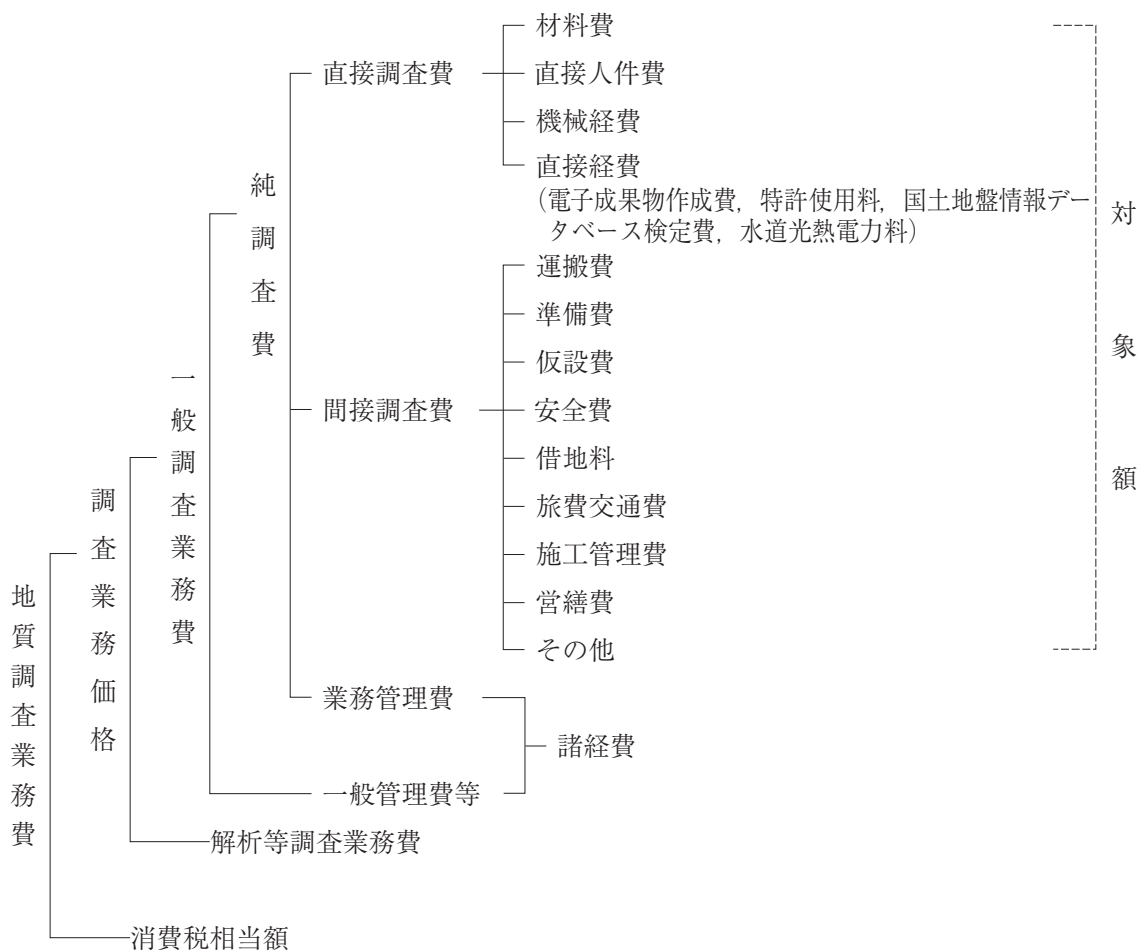 地質調査業務費
調査業務価格
一般調査業務費
純調査費
直接調査費
材料費
直接人件費
機械経費
直接経費
（電子成果物作成費，特許使用料，国土地盤情報デー
タベース検定費，水道光熱電力料）
間接調査費
運搬費
準備費
仮設費
安全費
借地料
旅費交通費
施工管理費
営繕費
その他
対象額
業務管理費
一般管理費等
諸経費
解析等調査業務費
消費税相当額